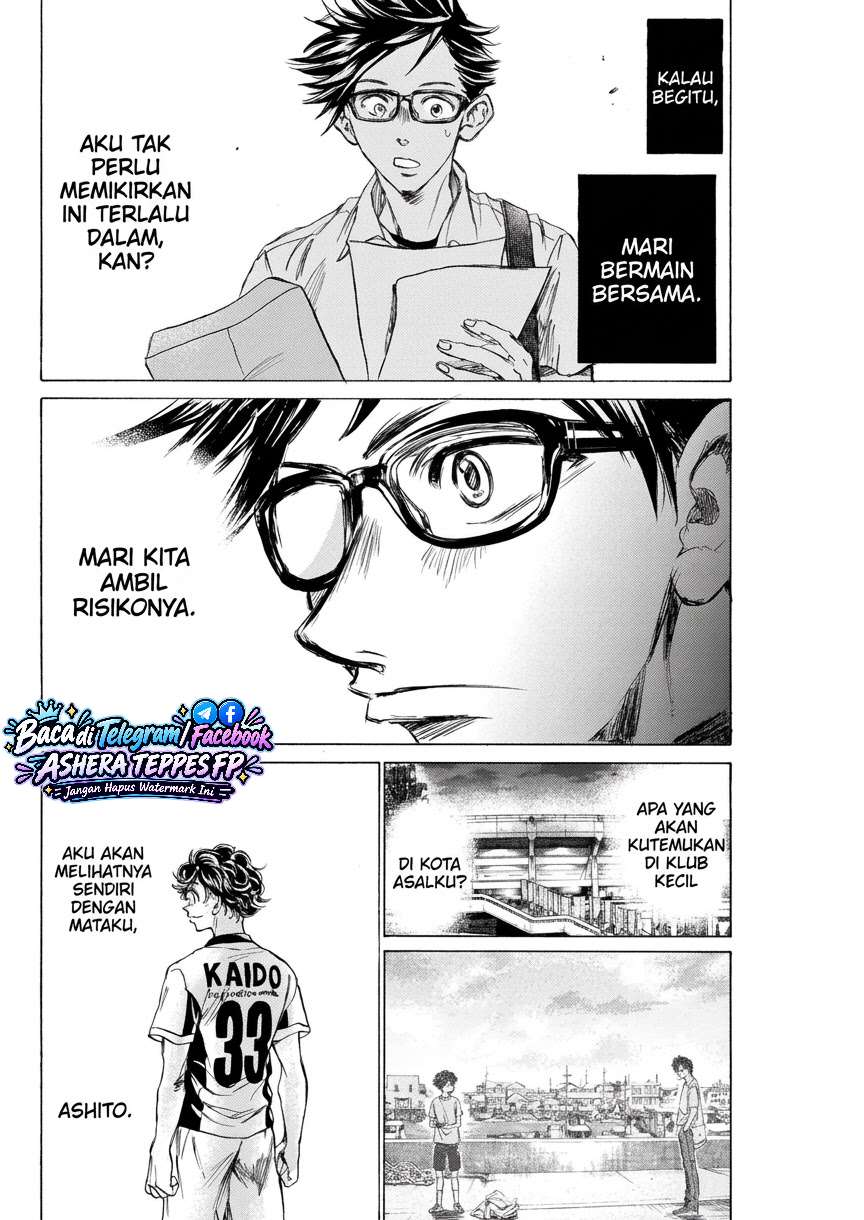 KALAU
BEGITU,
MARI
BERMAIN
BERSAMA.
AKU TAK
PERLU
MEMIKIRKAN
INI TERLALU
DALAM,
KAN?
MARI KITA
AMBIL
RISIKONYA.
Baca di Telegram/Facebook
ASHERA TEPPES FP
Jangan Hapus Watermark Ini
APA YANG
AKAN
KUTEMUKAN
DI KLUB
KECIL
DI KOTA
ASALKU?
AKU AKAN
MELIHATNYA
SENDIRI
DENGAN
MATAKU,
KAIDO
33
ASHITO.